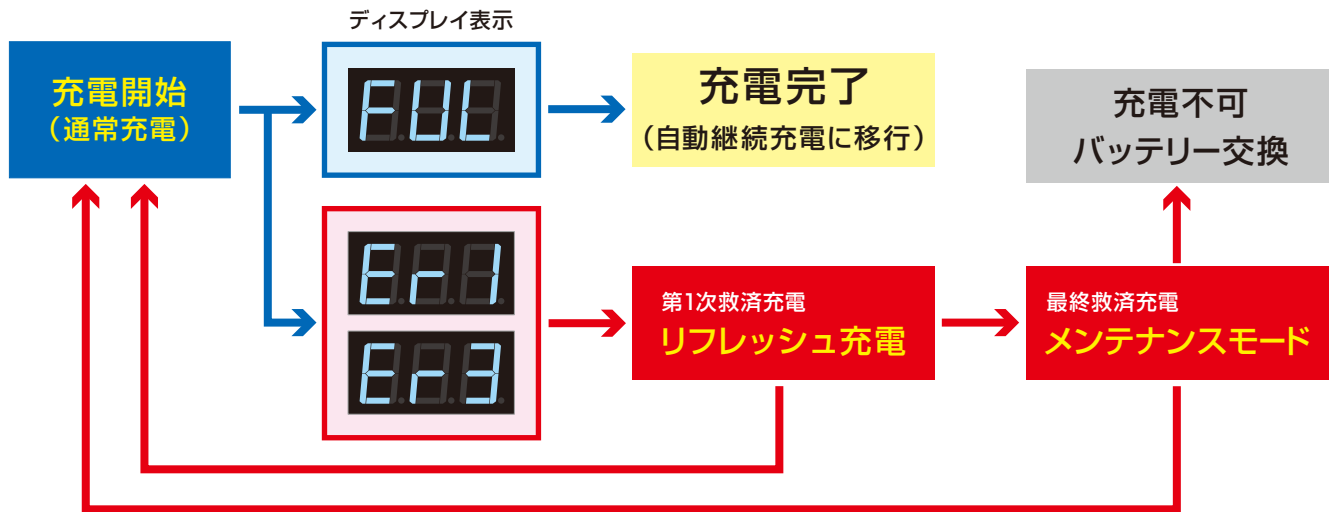 ディスプレイ表示
充電開始
（通常充電）
FUL
充電完了
（自動継続充電に移行）
充電不可
バッテリー交換
Er1
Er3
第1次救済充電
リフレッシュ充電
最終救済充電
メンテナンスモード